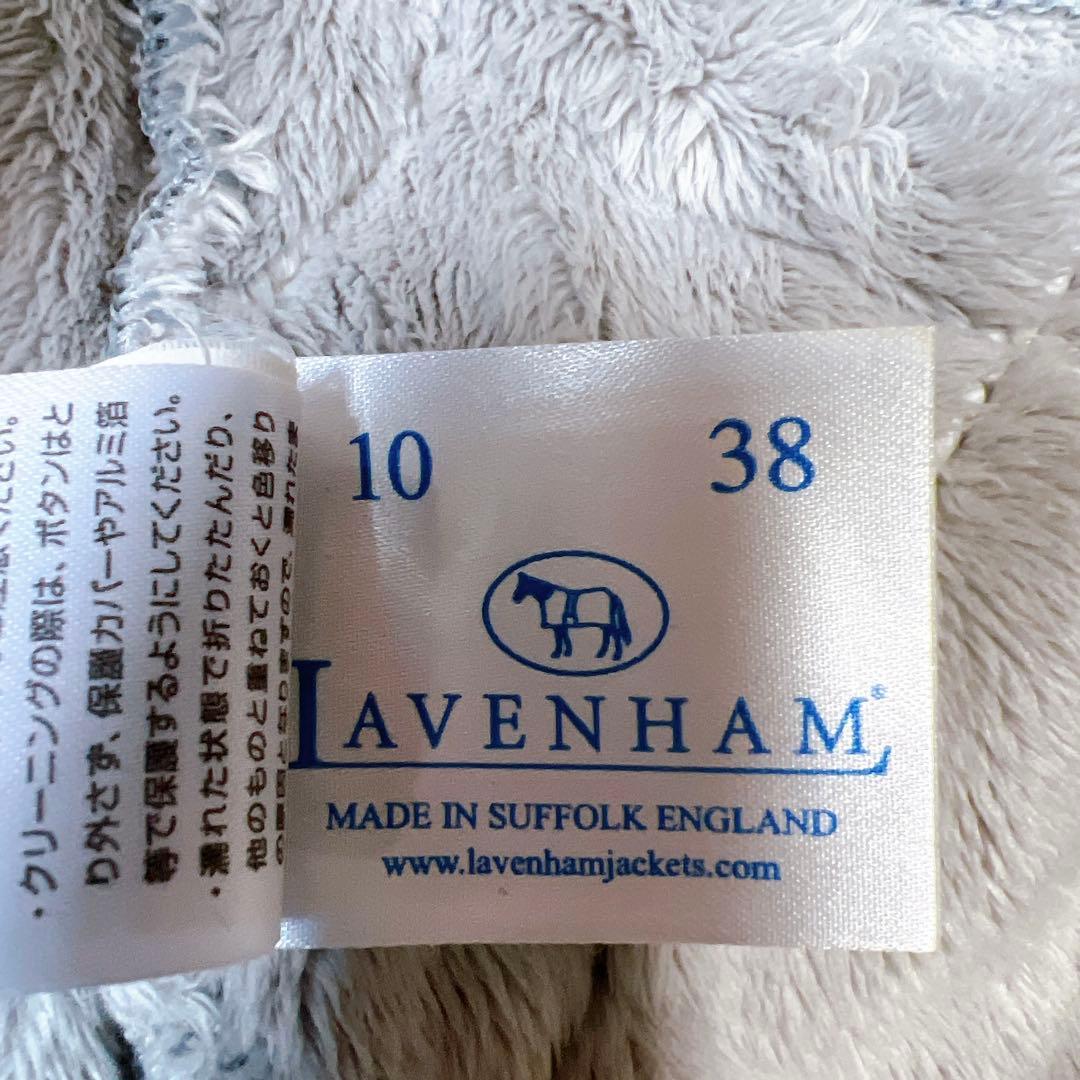 ・クリーニングの際は、ボタンはと
り外さず、保護カバーやアルミ箔
等で保護するようにしてください。
・濡れた状態で折りたたんだり、
他のものと重ねておくと色移り
10 38
LAVENHAM®
MADE IN SUFFOLK ENGLAND
www.lavenhamjackets.com